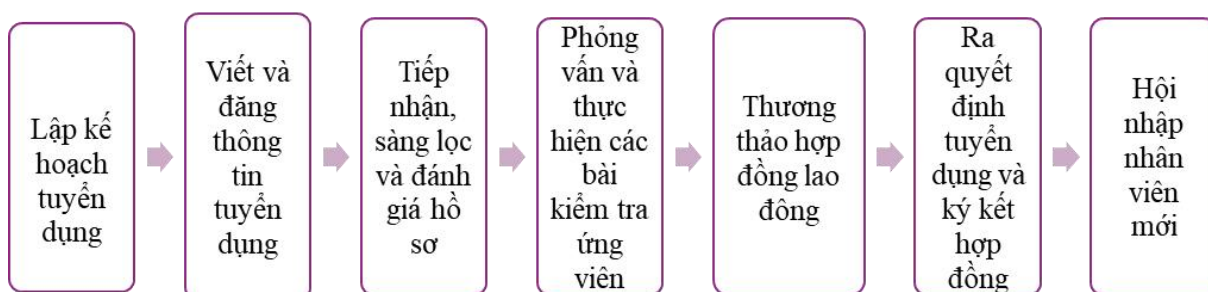 Lập kế
hoạch
tuyển
dụng
Viết và
đăng
thông
tin
tuyển
dụng
Tiếp
nhận,
sàng lọc
và đánh
giá hồ
sơ
Phỏng
vấn và
thực
hiện các
bài
kiểm tra
ứng
viên
Thương
thảo hợp
đồng lao
đông
Ra
quyết
định
tuyển
dụng và
ký kết
hợp
đồng
Hội
nhập
nhân
viên
mới